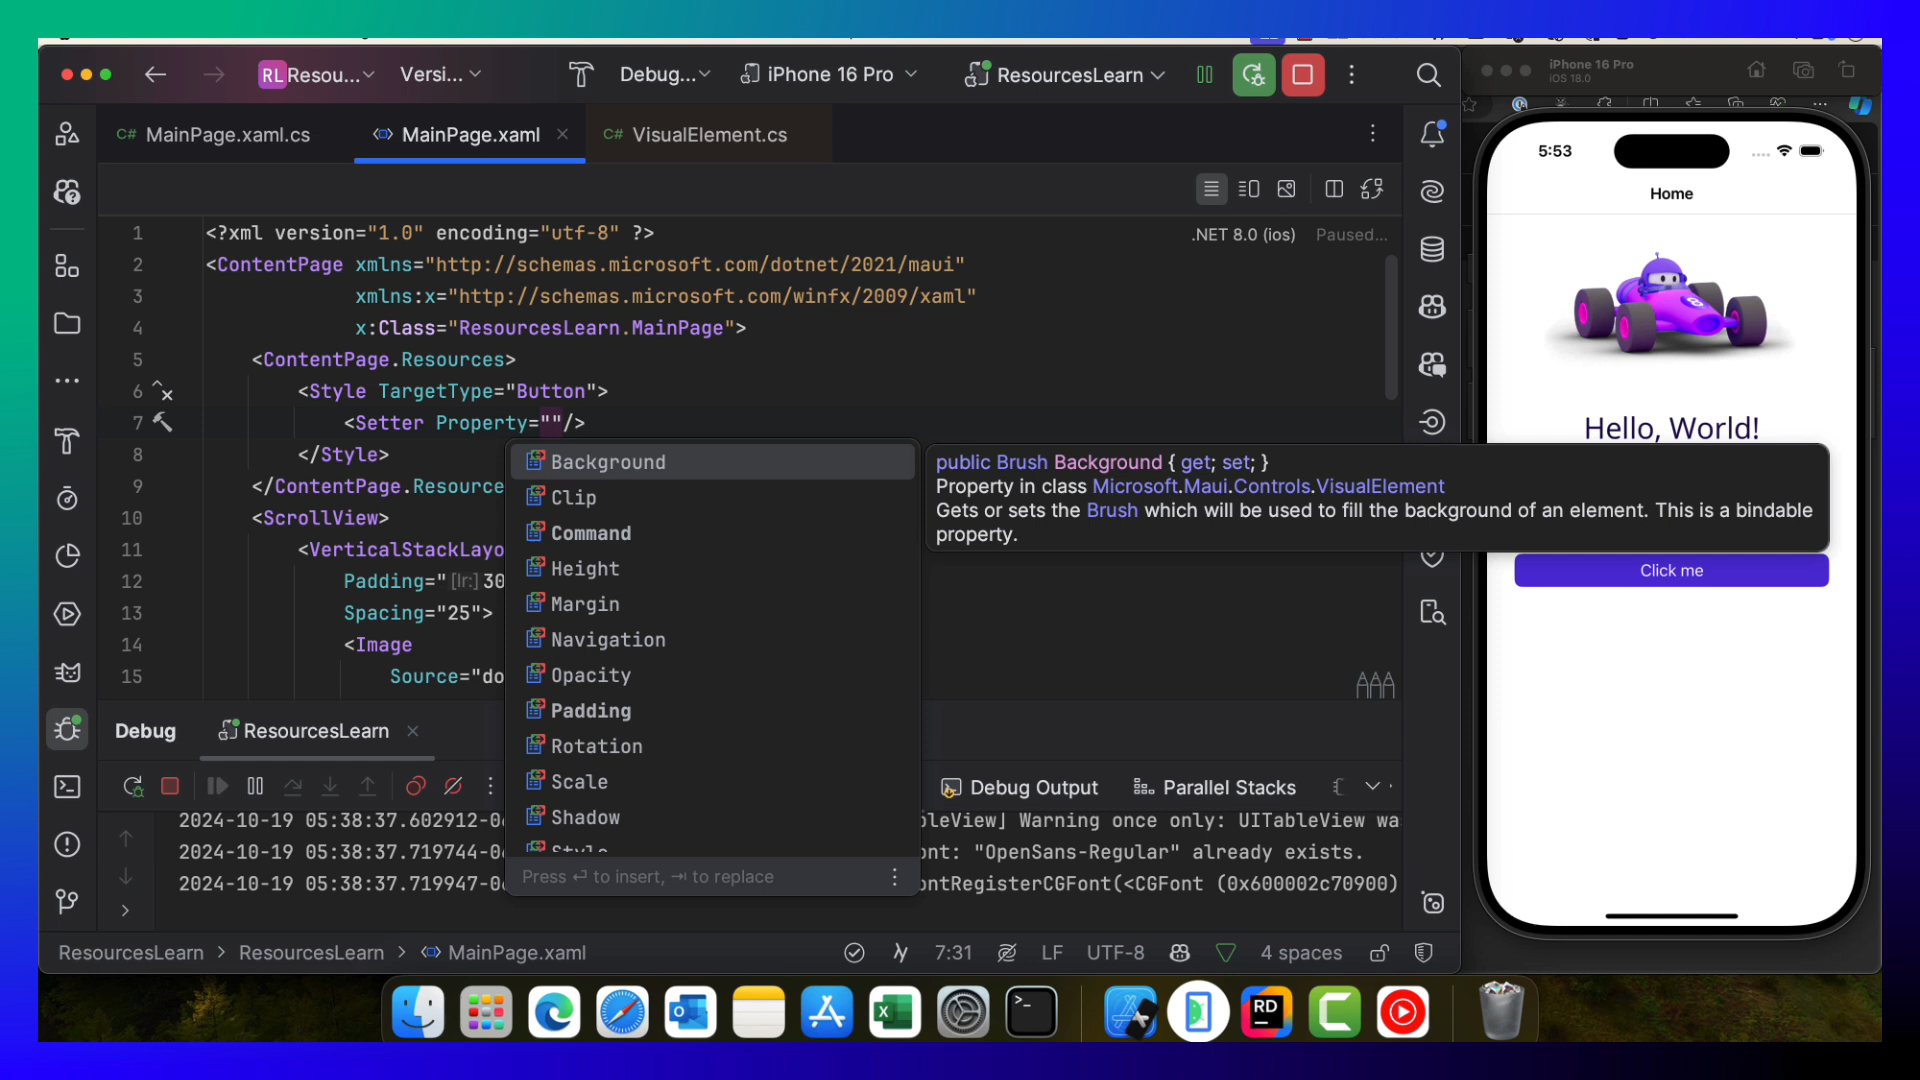 RL Resou... Versi... Debug... iPhone 16 Pro ResourcesLearn
iPhone 16 Pro
iOS 18.0
C# MainPage.xaml.cs MainPage.xaml C# VisualElement.cs
.NET 8.0 (ios) Paused...
1 <?xml version="1.0" encoding="utf-8" ?>
2 <ContentPage xmlns="http://schemas.microsoft.com/dotnet/2021/maui"
3 xmlns:x="http://schemas.microsoft.com/winfx/2009/xaml"
4 x:Class="ResourcesLearn.MainPage">
5 <ContentPage.Resources>
6 <Style TargetType="Button">
7 <Setter Property=""/>
8 </Style>
9 </ContentPage.Resource
10 <ScrollView>
11 <VerticalStackLayo
12 Padding="[lr:]30
13 Spacing="25">
14 <Image
15 Source="do
Background
Clip
Command
Height
Margin
Navigation
Opacity
Padding
Rotation
Scale
Shadow
Style
Press ⏎ to insert, ⇥ to replace
public Brush Background { get; set; }
Property in class Microsoft.Maui.Controls.VisualElement
Gets or sets the Brush which will be used to fill the background of an element. This is a bindable
property.
5:53
Home
8
Hello, World!
Click me
Debug ResourcesLearn
Debug Output Parallel Stacks
2024-10-19 05:38:37.602912-0 bleView] Warning once only: UITableView wa
2024-10-19 05:38:37.719744-0 ont: "OpenSans-Regular" already exists.
2024-10-19 05:38:37.719947-0 ontRegisterCGFont(<CGFont (0x600002c70900)
ResourcesLearn > ResourcesLearn > MainPage.xaml 7:31 LF UTF-8 4 spaces
RD